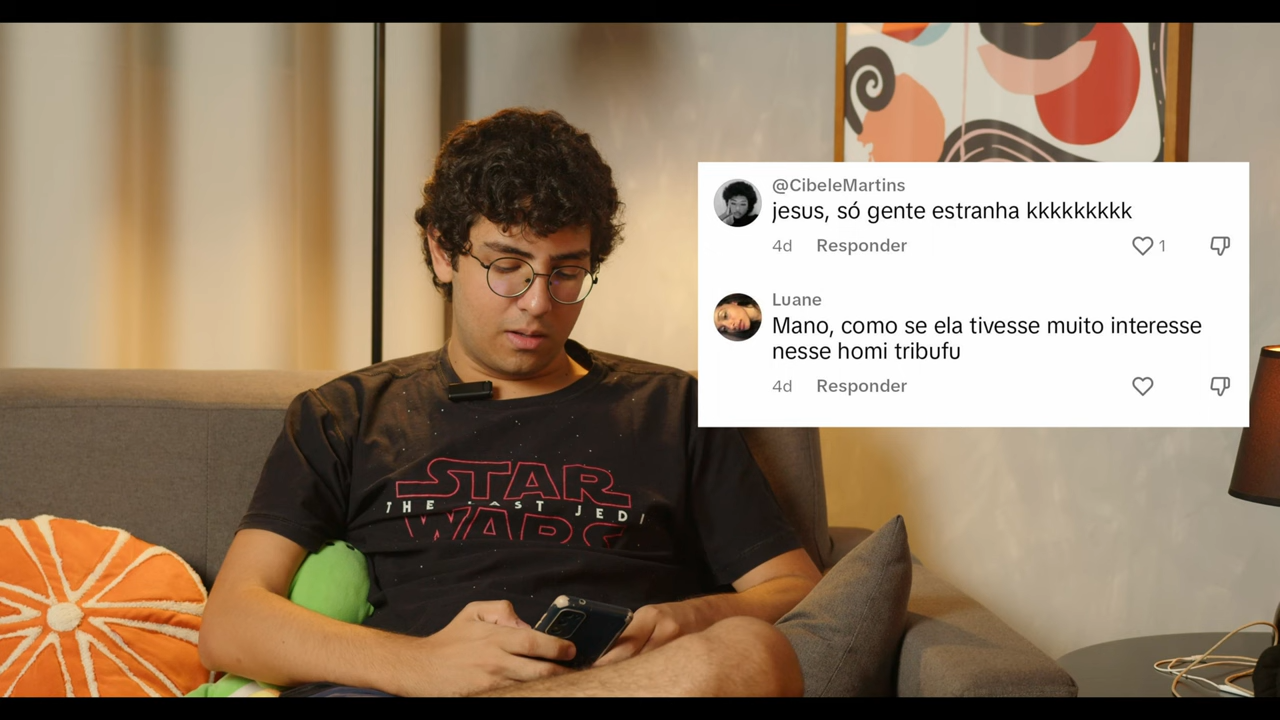 @CibeleMartins
jesus, só gente estranha kkkkkkkkk
4d Responder 1
Luane
Mano, como se ela tivesse muito interesse
nesse homi tribufu
4d Responder
STAR
THE LAST JEDI
WARS